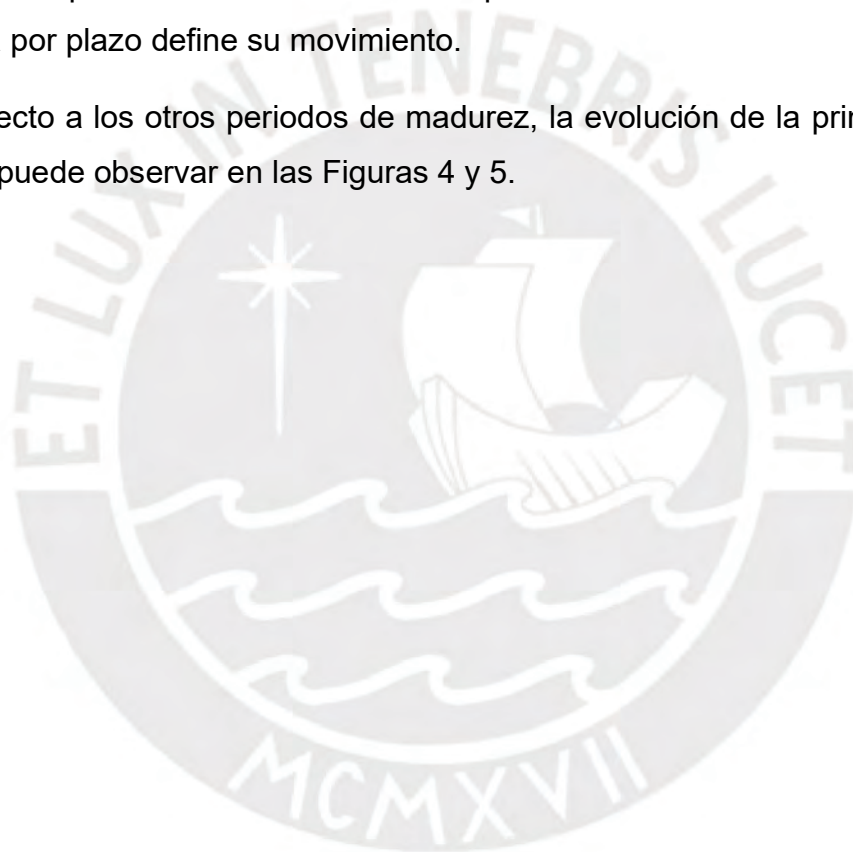 por plazo define su movimiento.
ecto a los otros periodos de madurez, la evolución de la prin
puede observar en las Figuras 4 y 5.
ET LUX IN TENEBRIS LUCET
MCMXVII